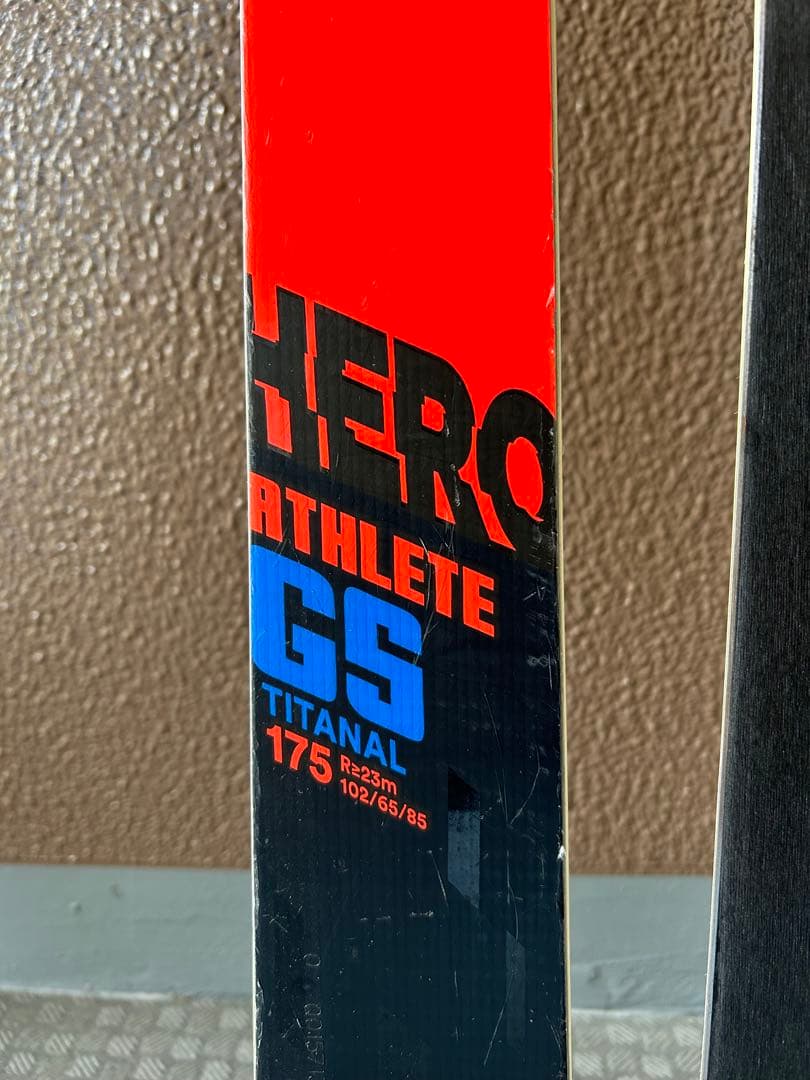 HERO
ATHLETE
GS
TITANAL
175 R≥23m
102/65/85